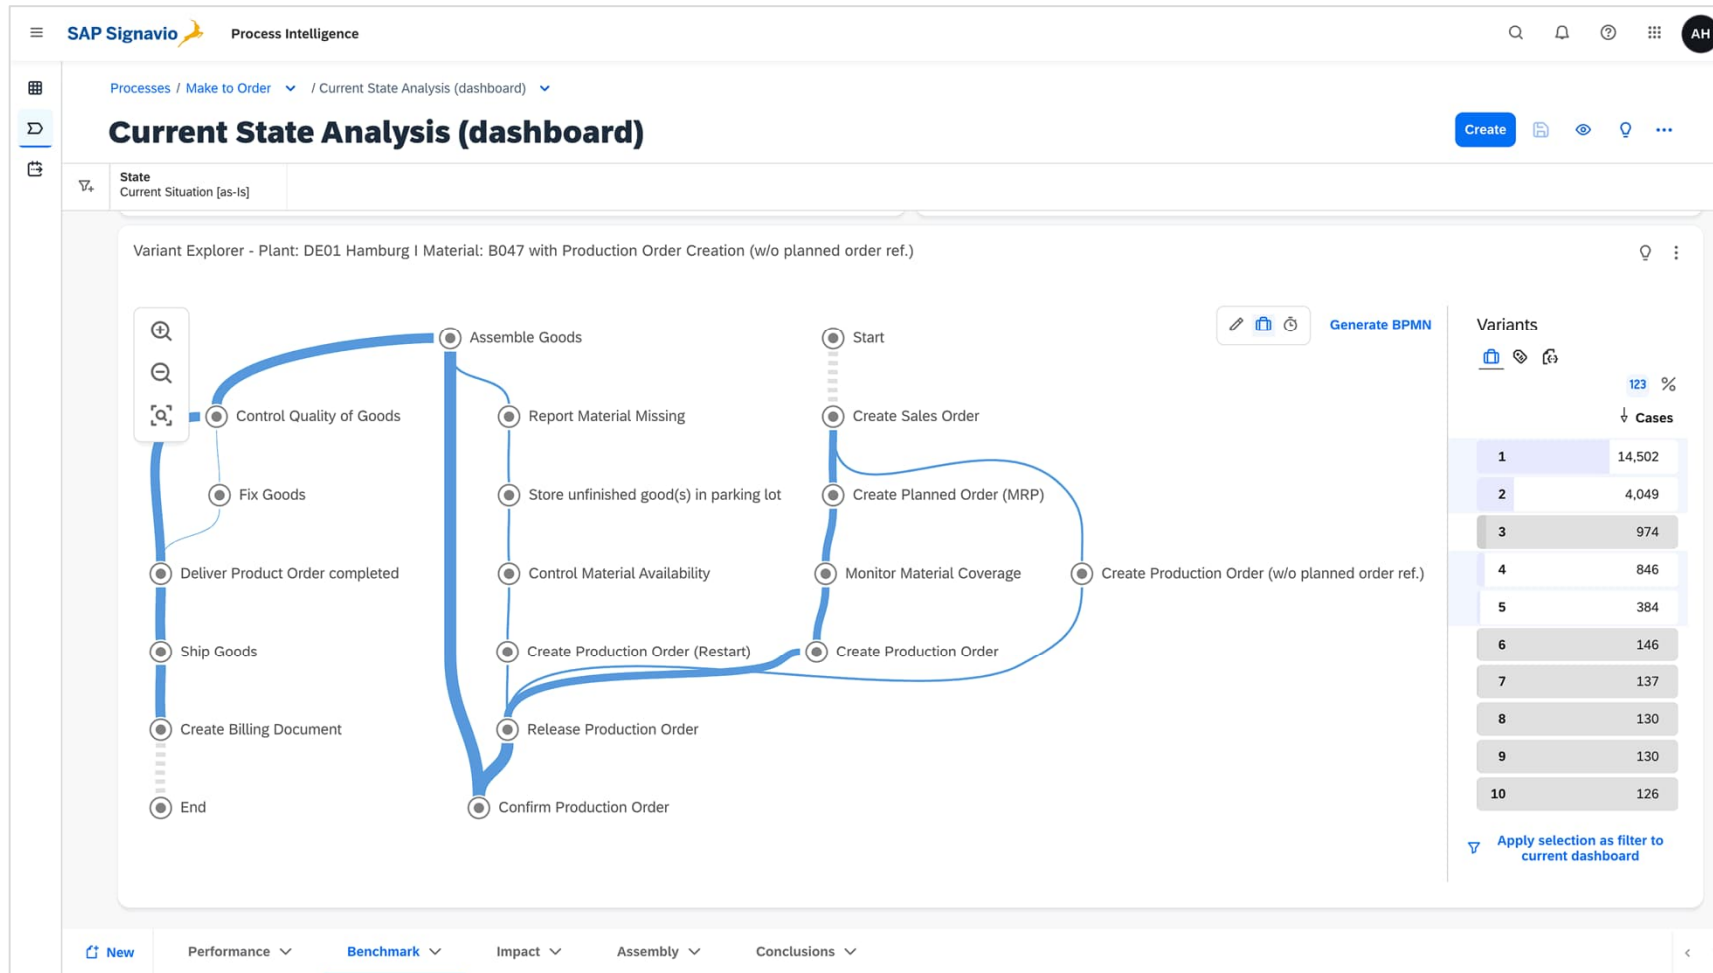 SAP Signavio
Process Intelligence
AH
Processes / Make to Order / Current State Analysis (dashboard)
Current State Analysis (dashboard)
Create
State
Current Situation [as-Is]
Variant Explorer - Plant: DE01 Hamburg I Material: B047 with Production Order Creation (w/o planned order ref.)
Generate BPMN
Variants
123 %
Cases
Assemble Goods
Start
Control Quality of Goods
Report Material Missing
Create Sales Order
Fix Goods
Store unfinished good(s) in parking lot
Create Planned Order (MRP)
Deliver Product Order completed
Control Material Availability
Monitor Material Coverage
Create Production Order (w/o planned order ref.)
Ship Goods
Create Production Order (Restart)
Create Production Order
Create Billing Document
Release Production Order
End
Confirm Production Order
1 14,502
2 4,049
3 974
4 846
5 384
6 146
7 137
8 130
9 130
10 126
Apply selection as filter to
current dashboard
New
Performance
Benchmark
Impact
Assembly
Conclusions